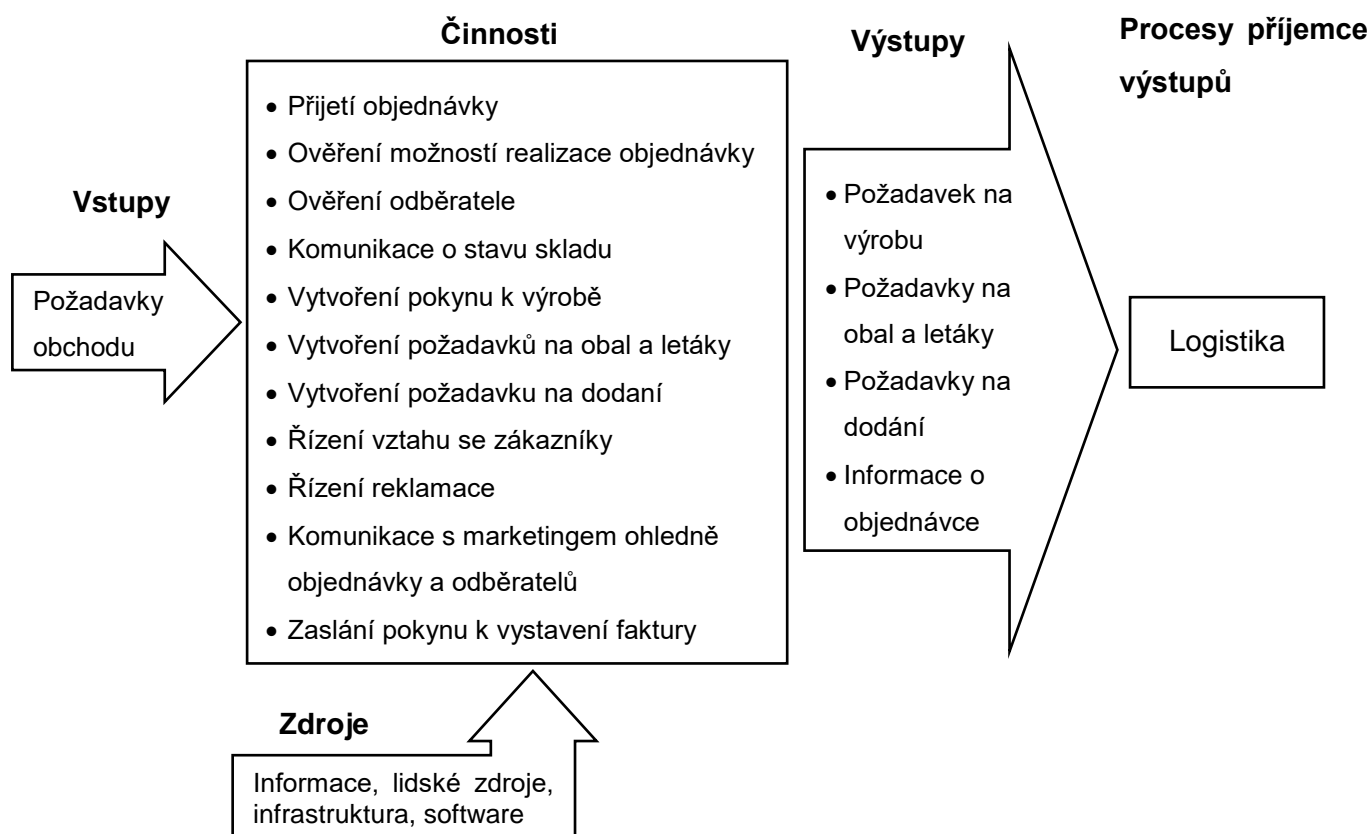 Činnosti
Výstupy
Procesy příjemce
výstupů
Vstupy
Požadavky
obchodu
• Přijetí objednávky
• Ověření možností realizace objednávky
• Ověření odběratele
• Komunikace o stavu skladu
• Vytvoření pokynu k výrobě
• Vytvoření požadavků na obal a letáky
• Vytvoření požadavku na dodaní
• Řízení vztahu se zákazníky
• Řízení reklamace
• Komunikace s marketingem ohledně
objednávky a odběratelů
• Zaslání pokynu k vystavení faktury
• Požadavek na
výrobu
• Požadavky na
obal a letáky
• Požadavky na
dodání
• Informace o
objednávce
Logistika
Zdroje
Informace, lidské zdroje,
infrastruktura, software